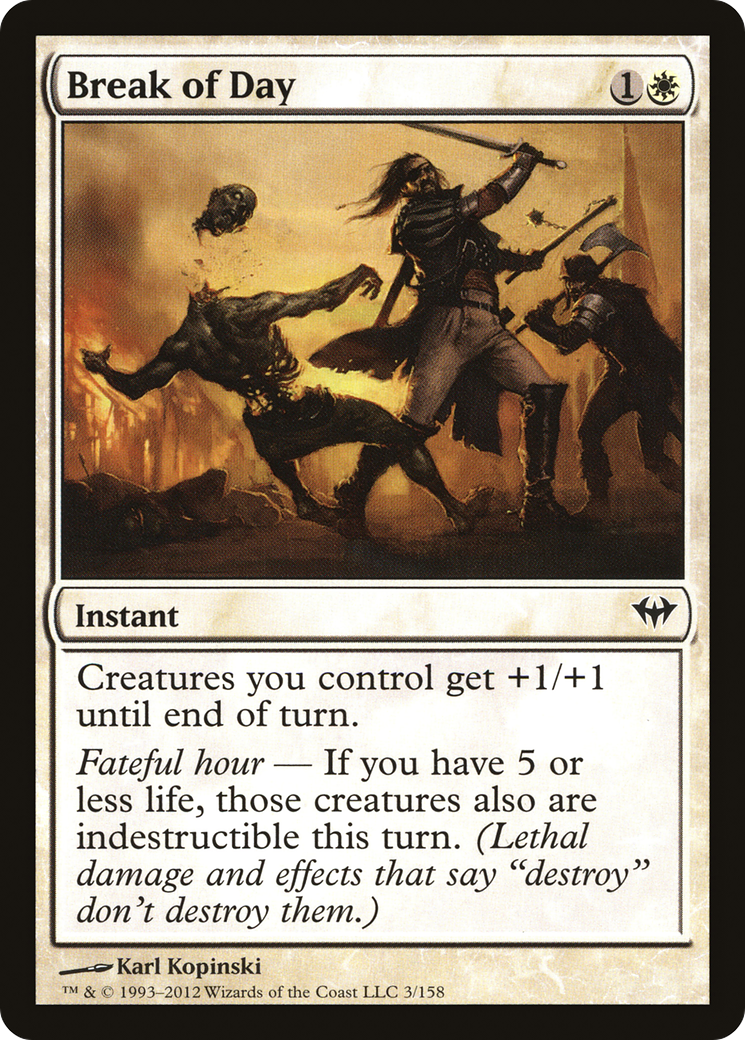 Break of Day 1
Instant
Creatures you control get +1/+1
until end of turn.
Fateful hour — If you have 5 or
less life, those creatures also are
indestructible this turn. (Lethal
damage and effects that say “destroy”
don’t destroy them.)
Karl Kopinski
™ & © 1993–2012 Wizards of the Coast LLC 3/158